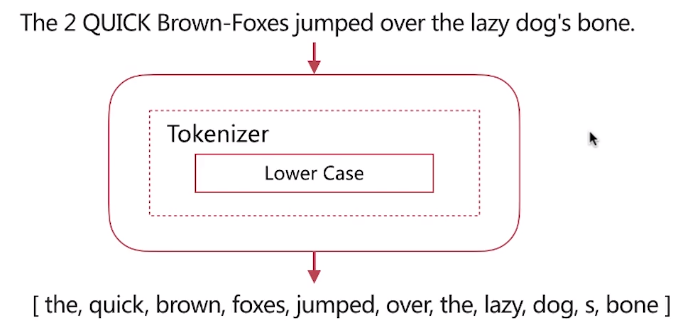 The 2 QUICK Brown-Foxes jumped over the lazy dog's bone.
Tokenizer
Lower Case
[ the, quick, brown, foxes, jumped, over, the, lazy, dog, s, bone ]